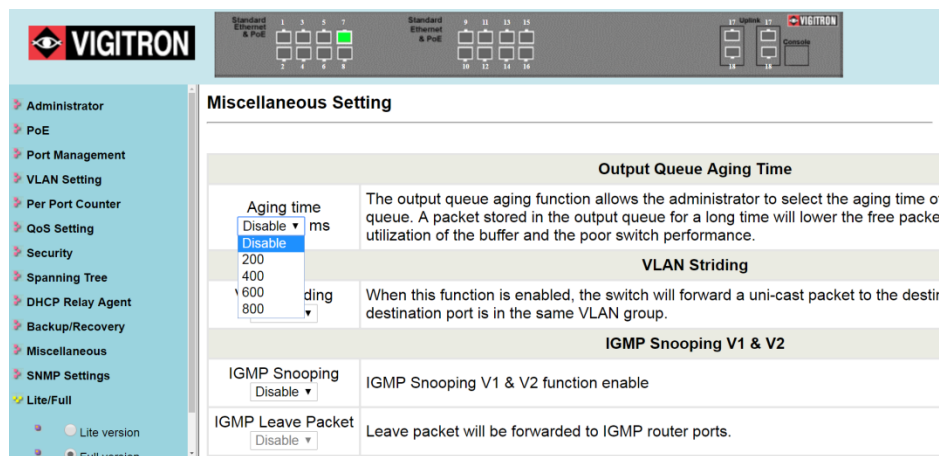 VIGITRON
Standard
Ethernet
& PoE
1 3 5 7
2 4 6 8
Standard
Ethernet
& PoE
9 11 13 15
10 12 14 16
17 Uplink 17
18 18
VIGITRON
Console
Administrator
PoE
Port Management
VLAN Setting
Per Port Counter
QoS Setting
Security
Spanning Tree
DHCP Relay Agent
Backup/Recovery
Miscellaneous
SNMP Settings
Lite/Full
Lite version
Full version
Miscellaneous Setting
Output Queue Aging Time
Aging time
Disable ms
Disable
200
400
600
800
The output queue aging function allows the administrator to select the aging time
queue. A packet stored in the output queue for a long time will lower the free
utilization of the buffer and the poor switch performance.
VLAN Striding
When this function is enabled, the switch will forward a uni-cast packet to the
destination port is in the same VLAN group.
IGMP Snooping V1 & V2
IGMP Snooping
Disable
IGMP Snooping V1 & V2 function enable
IGMP Leave Packet
Disable
Leave packet will be forwarded to IGMP router ports.